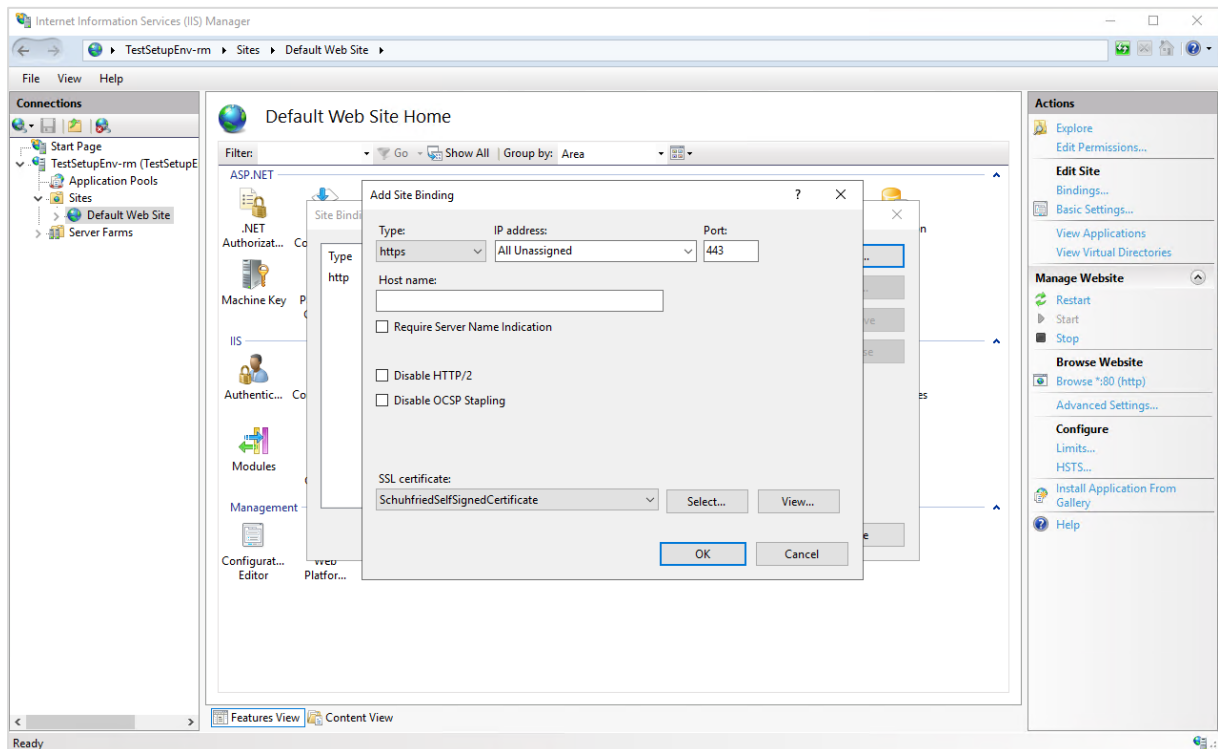 Internet Information Services (IIS) Manager
TestSetupEnv-rm Sites Default Web Site
File View Help
Connections
Start Page
TestSetupEnv-rm (TestSetupE
Application Pools
Sites
Default Web Site
Server Farms
Default Web Site Home
Filter: Go Show All Group by: Area
ASP.NET
.NET
Authorizat... Co
Machine Key P
IIS
Authentic... Co
es
Modules
Management
Configurat...
Editor
Web
Platfor...
Site Bindi
Type
http
Add Site Binding ?
Type: IP address: Port:
https All Unassigned 443
Host name:
Require Server Name Indication
Disable HTTP/2
Disable OCSP Stapling
SSL certificate:
SchuhfriedSelfSignedCertificate Select... View...
OK Cancel
Features View Content View
Ready
Actions
Explore
Edit Permissions...
Edit Site
Bindings...
Basic Settings...
View Applications
View Virtual Directories
Manage Website
Restart
Start
Stop
Browse Website
Browse *:80 (http)
Advanced Settings...
Configure
Limits...
HSTS...
Install Application From
Gallery
Help